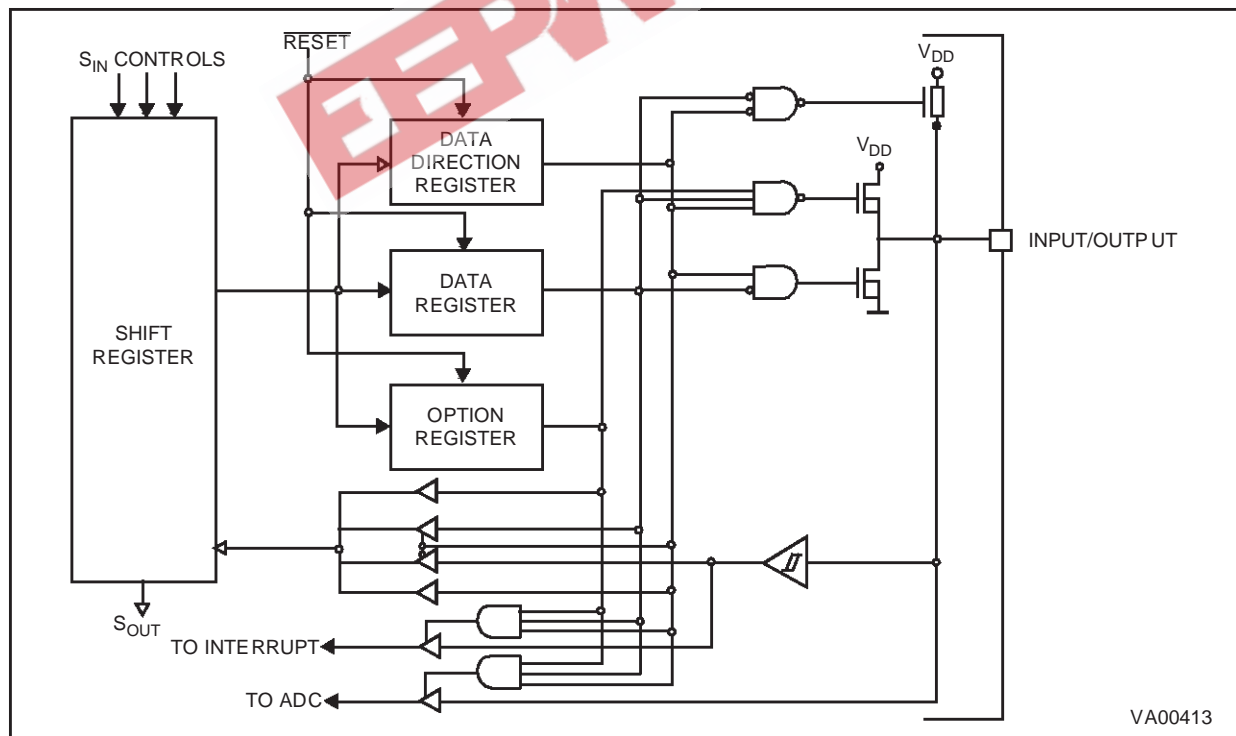 EEPW
RESET
S_IN CONTROLS
V_DD
DATA
DIRECTION
REGISTER
V_DD
INPUT/OUTPUT
DATA
REGISTER
SHIFT
REGISTER
OPTION
REGISTER
S_OUT
TO INTERRUPT
TO ADC
VA00413